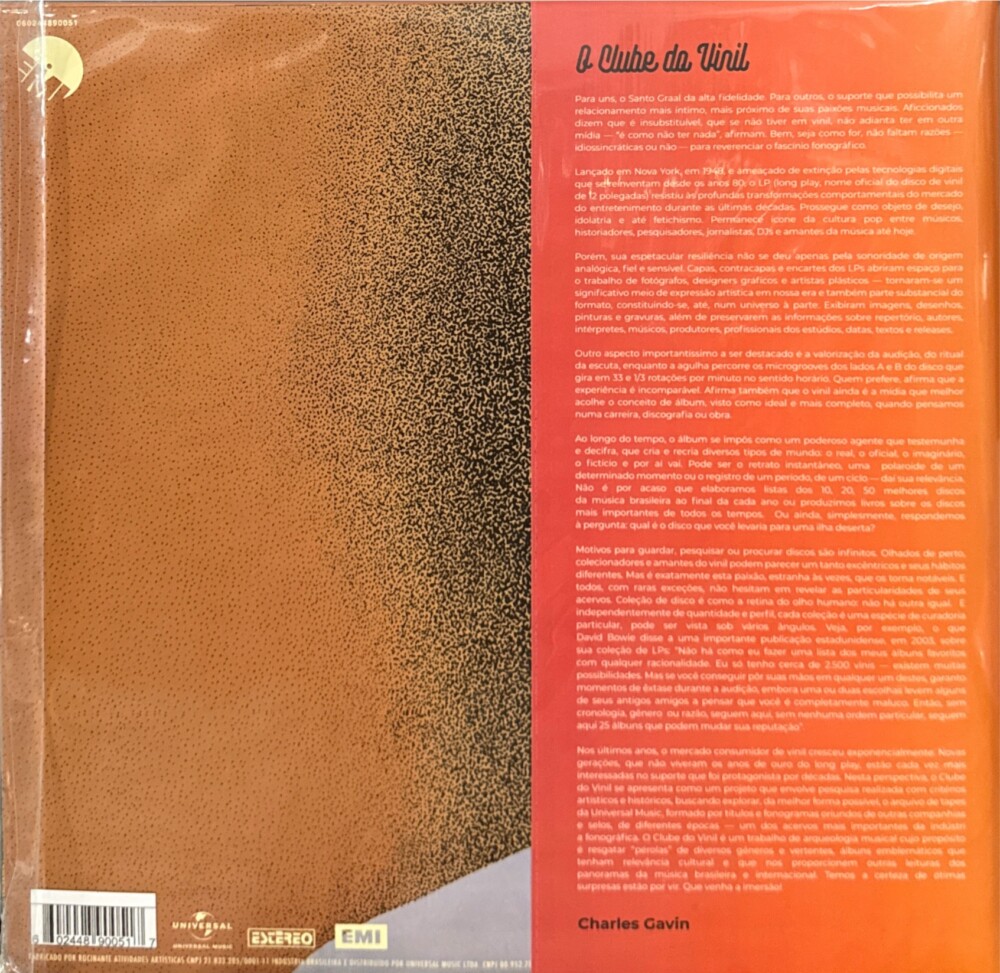 O Clube do Vinil
Para uns, o Santo Graal da alta fidelidade. Para outros, o suporte que possibilita um
relacionamento mais íntimo, mais próximo de suas paixões musicais. Aficcionados
dizem que é insubstituível, que se não tiver em vinil, não adianta ter em outra
mídia — “é como não ter nada”, afirmam. Bem, seja como for, não faltam razões —
idiossincráticas ou não — para reverenciar o fascínio fonográfico.
Lançado em Nova York, em 1948, e ameaçado de extinção pelas tecnologias digitais
que se reinventam desde os anos 80, o LP (long play, nome oficial do disco de vinil
de 12 polegadas) resistiu às profundas transformações comportamentais do mercado
do entretenimento durante as últimas décadas. Prossegue como objeto de desejo,
idolatria e até fetichismo. Permanece ícone da cultura pop entre músicos,
historiadores, pesquisadores, jornalistas, DJs e amantes da música até hoje.
Porém, sua espetacular resiliência não se deu apenas pela sonoridade de origem
analógica, fiel e sensível. Capas, contracapas e encartes dos LPs abriram espaço para
o trabalho de fotógrafos, designers graficos e artistas plásticos — tornaram-se um
significativo meio de expressão artística em nossa era e também parte substancial do
formato, constituindo-se, até, num universo à parte. Exibiram imagens, desenhos,
pinturas e gravuras, além de preservarem as informações sobre repertório, autores,
intérpretes, músicos, produtores, profissionais dos estúdios, datas, textos e releases.
Outro aspecto importantíssimo a ser destacado é a valorização da audição, do ritual
da escuta, enquanto a agulha percorre os microgrooves dos lados A e B do disco que
gira em 33 e 1/3 rotações por minuto no sentido horário. Quem prefere, afirma que a
experiência é incomparável. Afirma também que o vinil ainda é a mídia que melhor
acolhe o conceito de álbum, visto como ideal e mais completo, quando pensamos
numa carreira, discografia ou obra.
Ao longo do tempo, o álbum se impôs como um poderoso agente que testemunha
e decifra, que cria e recria diversos tipos de mundo: o real, o oficial, o imaginário,
o fictício e por aí vai. Pode ser o retrato instantâneo, uma polaroide de um
determinado momento ou o registro de um período, de um ciclo — daí sua relevância.
Não é por acaso que elaboramos listas dos 10, 20, 50 melhores discos
da música brasileira ao final da cada ano ou produzimos livros sobre os discos
mais importantes de todos os tempos. Ou ainda, simplesmente, respondemos
à pergunta: qual é o disco que você levaria para uma ilha deserta?
Motivos para guardar, pesquisar ou procurar discos são infinitos. Olhados de perto,
colecionadores e amantes do vinil podem parecer um tanto excêntricos e seus hábitos
diferentes. Mas é exatamente esta paixão, estranha às vezes, que os torna notáveis. E
todos, com raras exceções, não hesitam em revelar as particularidades de seus
acervos. Coleção de disco é como a retina do olho humano: não há outra igual. E
independentemente de quantidade e perfil, cada coleção é uma espécie de curadoria
particular, pode ser vista sob vários ângulos. Veja, por exemplo, o que
David Bowie disse a uma importante publicação estadunidense, em 2003, sobre
sua coleção de LPs: “Não há como eu fazer uma lista dos meus álbuns favoritos
com qualquer racionalidade. Eu só tenho cerca de 2.500 vinis — existem muitas
possibilidades. Mas se você conseguir pôr suas mãos em qualquer um destes, garanto
momentos de êxtase durante a audição, embora uma ou duas escolhas levem alguns
de seus antigos amigos a pensar que você é completamente maluco. Então, sem
cronologia, gênero ou razão, seguem aqui, sem nenhuma ordem particular, seguem
aqui 25 álbuns que podem mudar sua reputação”
Nos últimos anos, o mercado consumidor de vinil cresceu exponencialmente. Novas
gerações, que não viveram os anos de ouro do long play, estão cada vez mais
interessadas no suporte que foi protagonista por décadas. Nesta perspectiva, o Clube
do Vinil se apresenta como um projeto que envolve pesquisa realizada com critérios
artísticos e históricos, buscando explorar, da melhor forma possível, o arquivo de tapes
da Universal Music, formado por títulos e fonogramas oriundos de outras companhias
e selos, de diferentes épocas — um dos acervos mais importantes da indústri
a fonográfica. O Clube do Vinil é um trabalho de arqueologia musical cujo propósito
é resgatar “pérolas” de diversos gêneros e vertentes, álbuns emblemáticos que
tenham relevância cultural e que nos proporcionem outras leituras dos
panoramas da música brasileira e internacional. Temos a certeza de ótimas
surpresas estão por vir. Que venha a imersão!
Charles Gavin
02448 90051 7
UNIVERSAL
UNIVERSAL MUSIC
ESTÉREO
EMI
FABRICADO POR ROCINANTE ATIVIDADES ARTÍSTICAS CNPJ 31.832.285/0001-11 INDÚSTRIA BRASILEIRA E DISTRIBUIDO POR UNIVERSAL MUSIC LTDA CNPJ